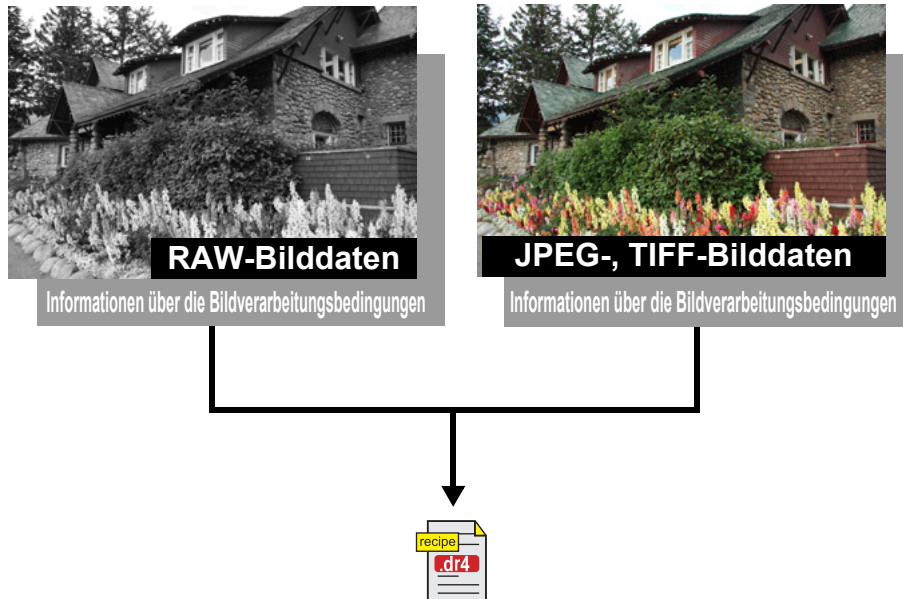 RAW-Bilddaten
Informationen über die Bildverarbeitungsbedingungen
JPEG-, TIFF-Bilddaten
Informationen über die Bildverarbeitungsbedingungen
recipe
.dr4